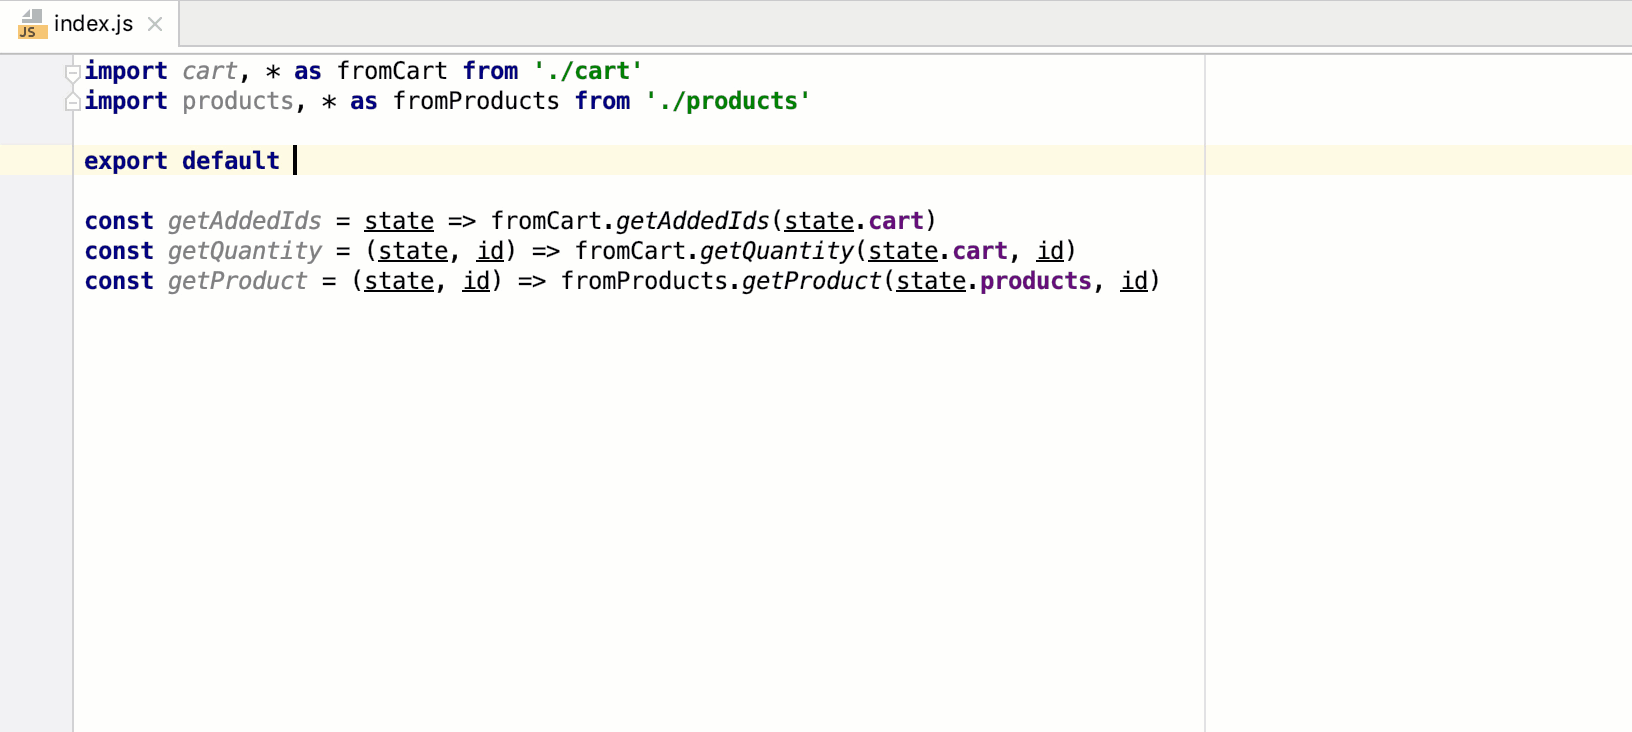 JS index.js
import cart, * as fromCart from './cart'
import products, * as fromProducts from './products'
export default
const getAddedIds = state => fromCart.getAddedIds(state.cart)
const getQuantity = (state, id) => fromCart.getQuantity(state.cart, id)
const getProduct = (state, id) => fromProducts.getProduct(state.products, id)